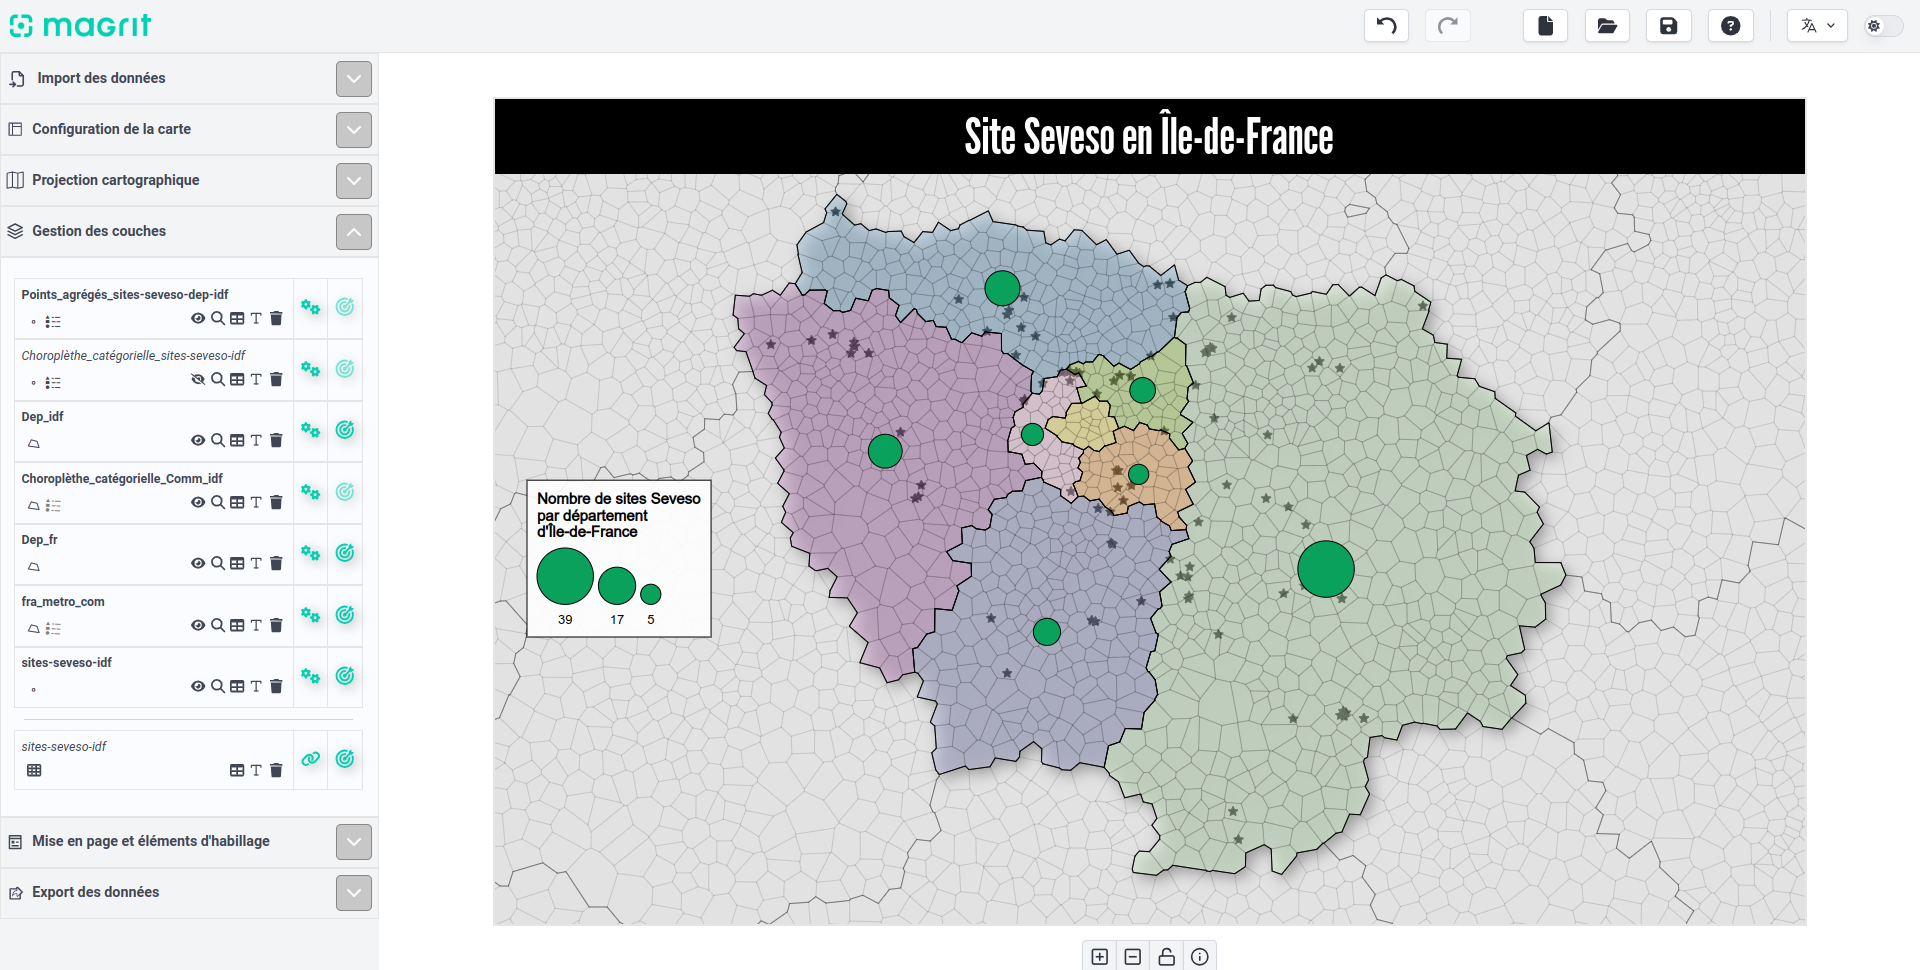 magrit
Import des données
Configuration de la carte
Projection cartographique
Gestion des couches
Points_agrégés_sites-seveso-dep-idf
Choroplèthe_catégorielle_sites-seveso-idf
Dep_idf
Choroplèthe_catégorielle_Comm_idf
Dep_fr
fra_metro_com
sites-seveso-idf
sites-seveso-idf
Mise en page et éléments d'habillage
Export des données
Site Seveso en Île-de-France
Nombre de sites Seveso
par département
d'Île-de-France
39 17 5